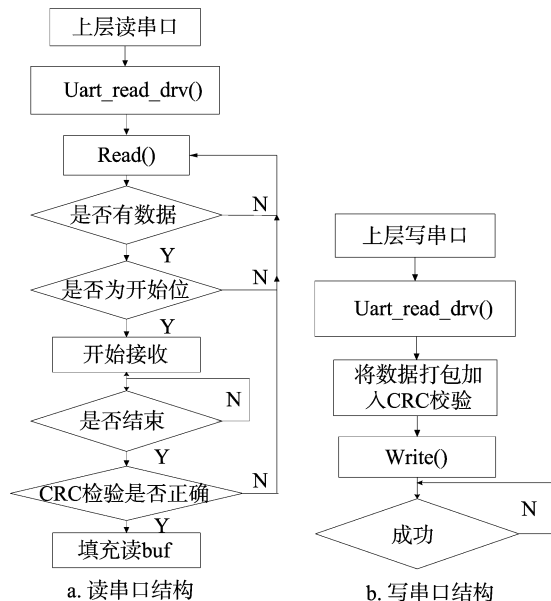 上层读串口
Uart_read_drv()
Read()
是否有数据
N
Y
是否为开始位
N
Y
开始接收
是否结束
N
Y
CRC检验是否正确
N
Y
填充读buf
a. 读串口结构
上层写串口
Uart_read_drv()
将数据打包加
入CRC校验
Write()
成功
N
b. 写串口结构